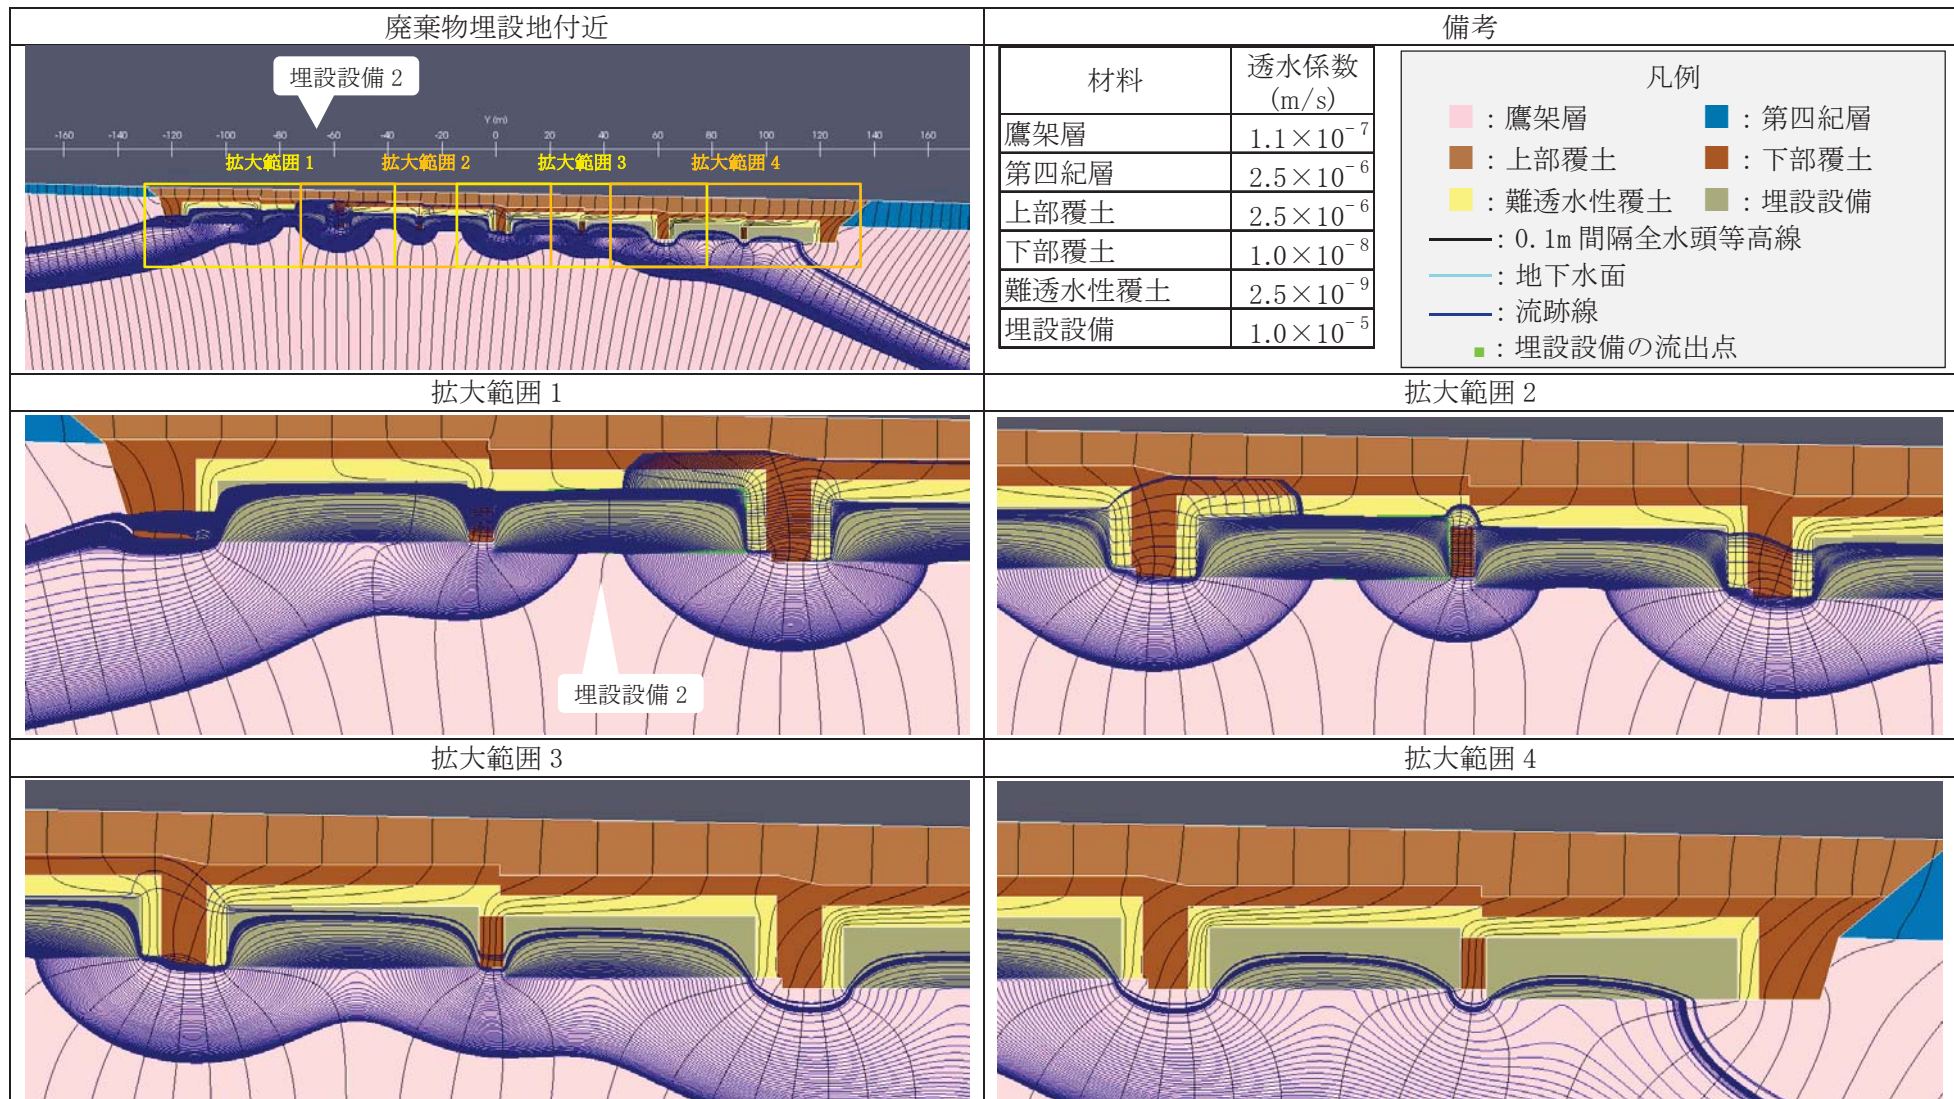 廃棄物埋設地付近
備考
埋設設備 2
Y (m)
-160 -140 -120 -100 -80 -60 -40 -20 0 20 40 60 80 100 120 140 160
拡大範囲 1 拡大範囲 2 拡大範囲 3 拡大範囲 4
材料 透水係数
(m/s)
鷹架層 1.1×10⁻⁷
第四紀層 2.5×10⁻⁶
上部覆土 2.5×10⁻⁶
下部覆土 1.0×10⁻⁸
難透水性覆土 2.5×10⁻⁹
埋設設備 1.0×10⁻⁵
凡例
：鷹架層 ：第四紀層
：上部覆土 ：下部覆土
：難透水性覆土 ：埋設設備
：0.1m 間隔全水頭等高線
：地下水面
：流跡線
：埋設設備の流出点
拡大範囲 1
拡大範囲 2
埋設設備 2
拡大範囲 3
拡大範囲 4